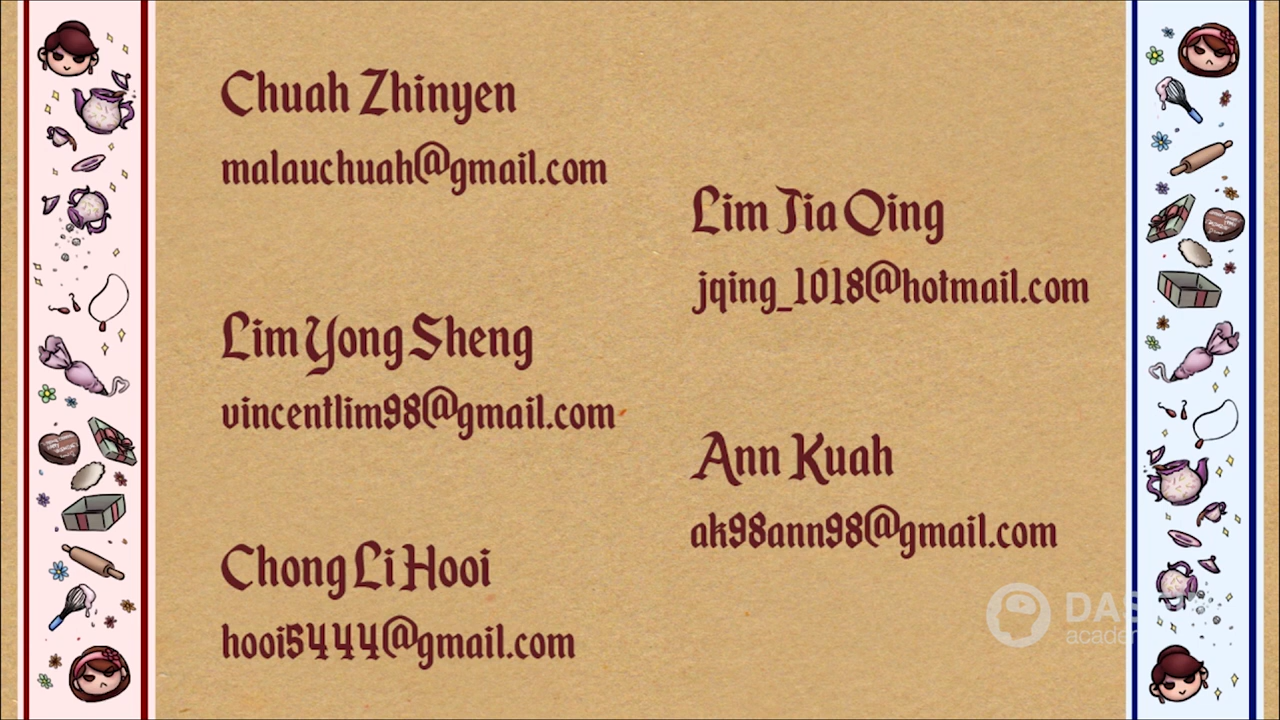 Chuah Zhinyen
malauchuah@gmail.com
Lim Jia Qing
jqing_1018@hotmail.com
Lim Yong Sheng
vincentlim98@gmail.com
Ann Kuah
ak98ann98@gmail.com
Chong Li Hooi
hooi5444@gmail.com